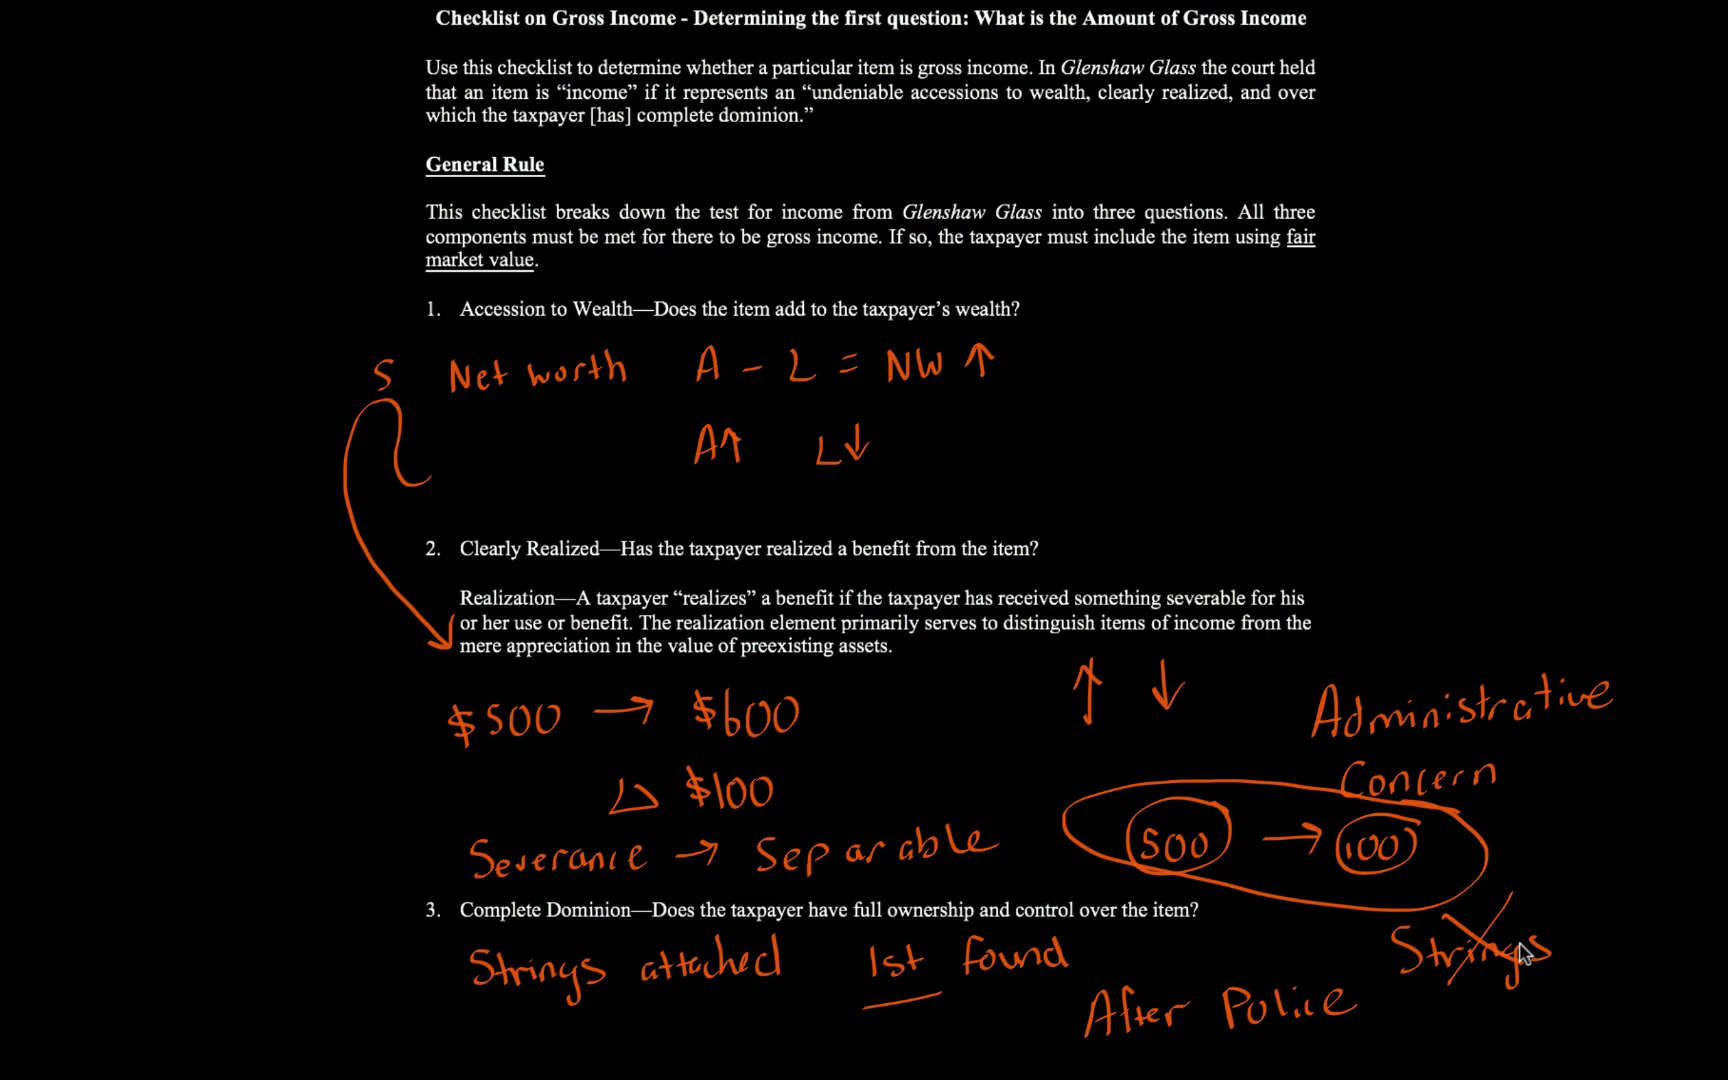 Checklist on Gross Income - Determining the first question: What is the Amount of Gross Income
Use this checklist to determine whether a particular item is gross income. In Glenshaw Glass the court held
that an item is “income” if it represents an “undeniable accessions to wealth, clearly realized, and over
which the taxpayer [has] complete dominion.”
General Rule
This checklist breaks down the test for income from Glenshaw Glass into three questions. All three
components must be met for there to be gross income. If so, the taxpayer must include the item using fair
market value.
1. Accession to Wealth—Does the item add to the taxpayer’s wealth?
S Net worth A - L = NW ↑
A↑ L↓
2. Clearly Realized—Has the taxpayer realized a benefit from the item?
Realization—A taxpayer “realizes” a benefit if the taxpayer has received something severable for his
or her use or benefit. The realization element primarily serves to distinguish items of income from the
mere appreciation in the value of preexisting assets.
↑ ↓
$500 → $600 Administrative
Concern
△ $100
500 → 100
Severance → Separable
3. Complete Dominion—Does the taxpayer have full ownership and control over the item?
Strings attached 1st found Strings
After Police